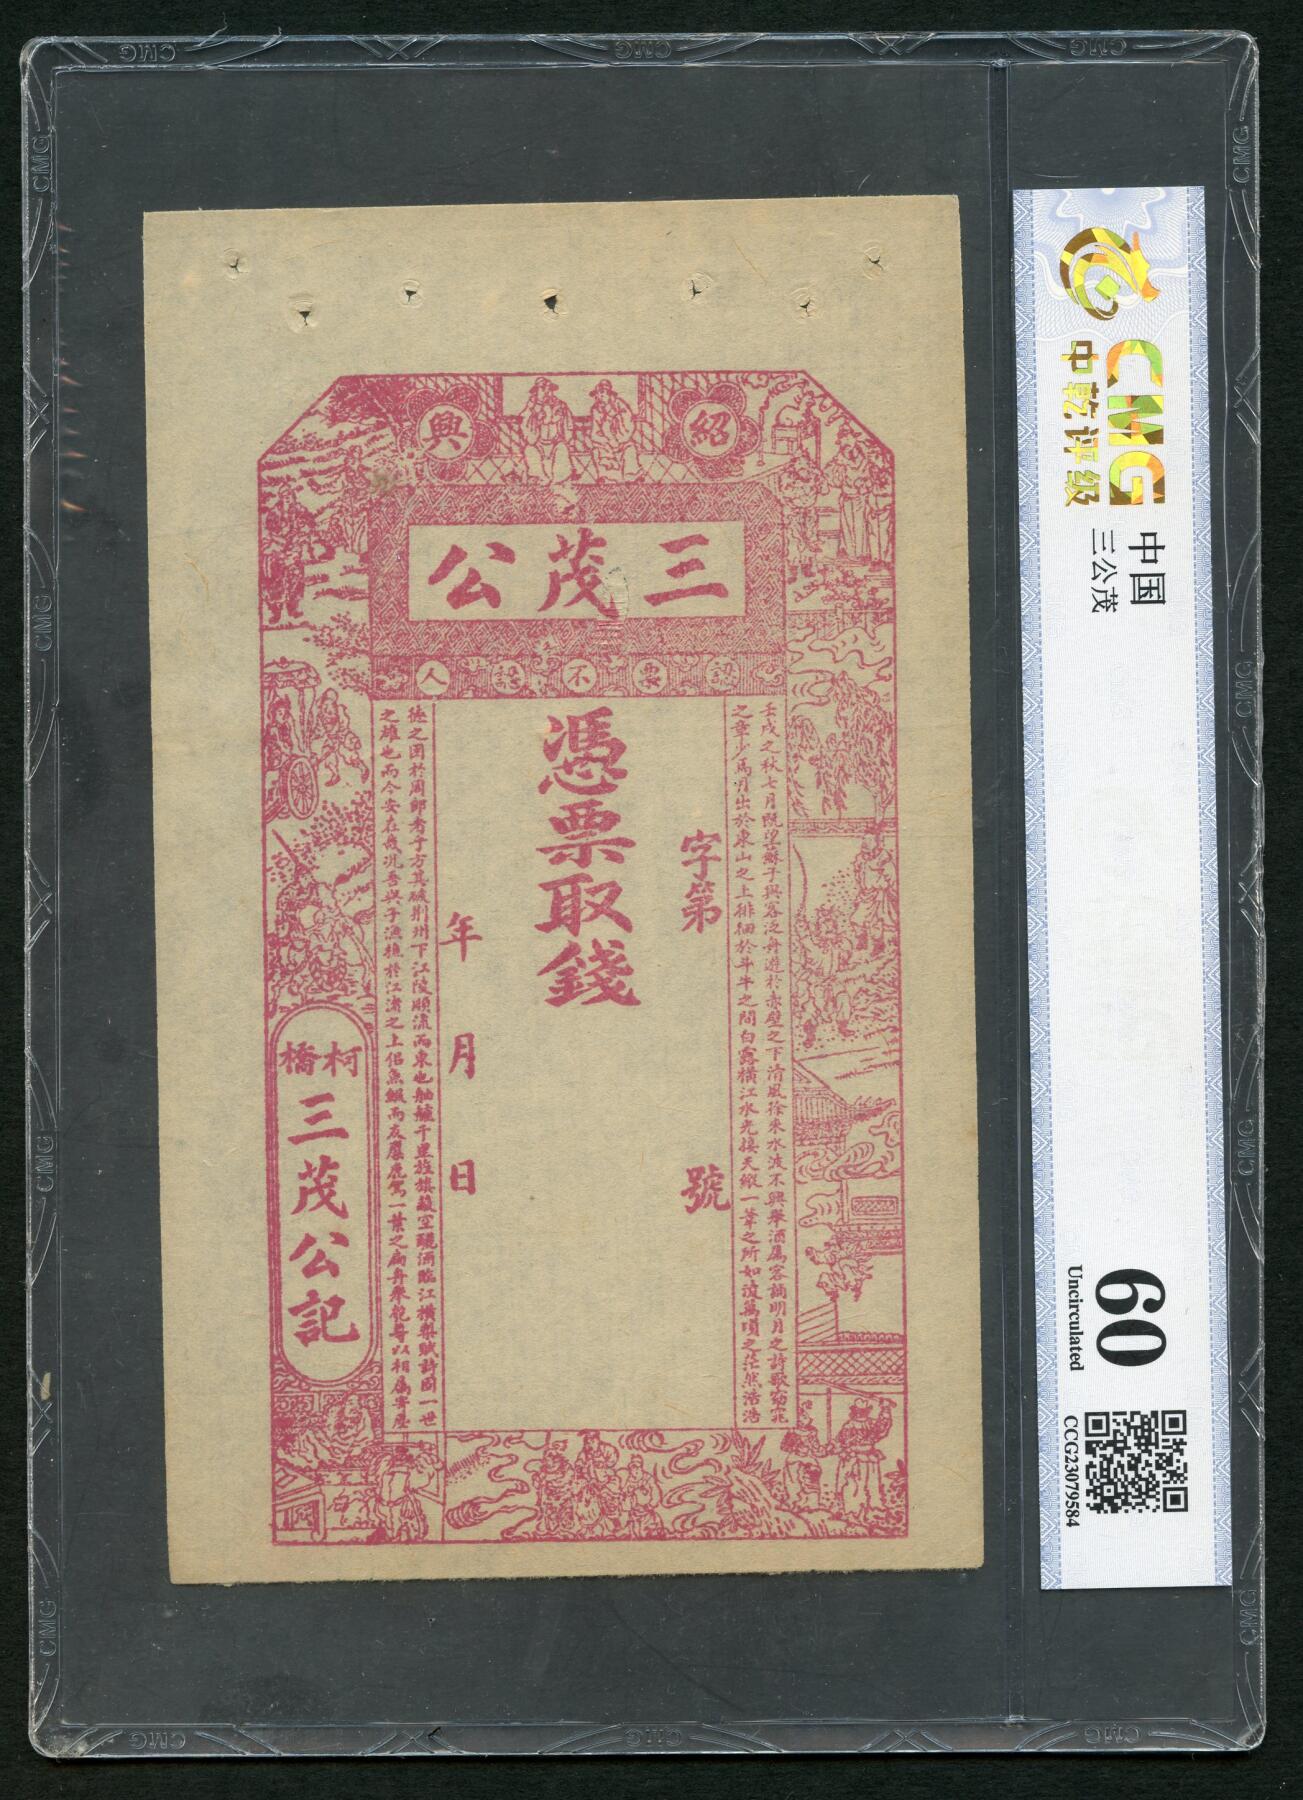 紹興
三茂公
認票不認人
字第 號
憑票取錢
年 月 日
壬戌之秋七月既望蘇子與客泛舟遊於赤壁之下清風徐來水波不興舉酒屬客誦明月之詩歌窈窕
之章少焉月出於東山之上徘徊於斗牛之間白露橫江水光接天縱一葦之所如凌萬頃之茫然浩浩
德之困於周郎者乎方其破荆州下江陵順流而東也舳艫千里旌旗蔽空釃酒臨江橫槊賦詩固一世
之雄也而今安在哉況吾與子漁樵於江渚之上侶魚鰕而友麋鹿駕一葉之扁舟舉匏尊以相屬寄
柯橋
三茂公記
CMG
中乾评级
中国
三公茂
60
Uncirculated
CCG23079584